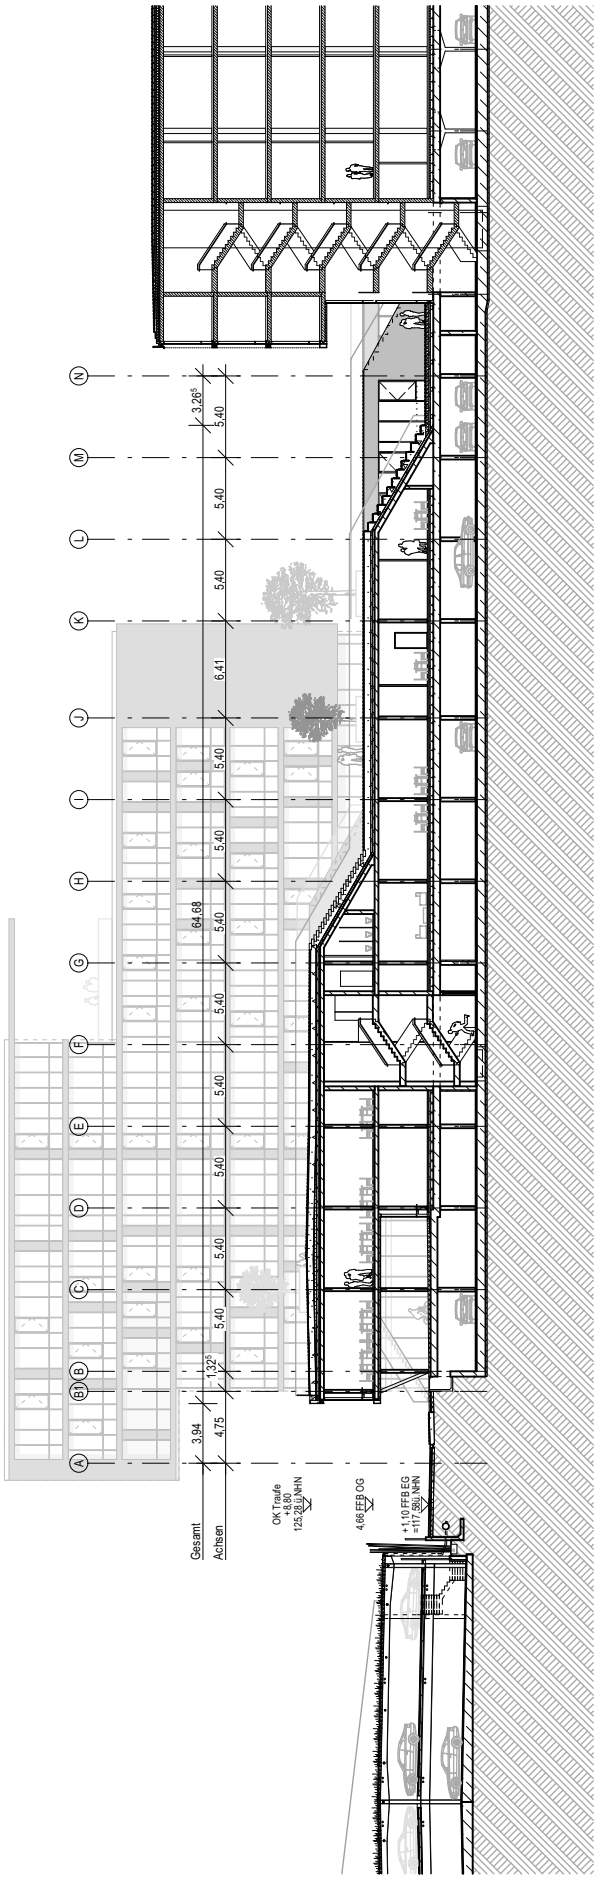 Gesamt
3,94
64,68
3,26⁵
Achsen
4,75
1,32⁵
5,40
5,40
5,40
5,40
5,40
5,40
5,40
6,41
5,40
5,40
5,40
A
B1
B
C
D
E
F
G
H
I
J
K
L
M
N
OK Traufe
+8,80
125,28 ü.NHN
4,66 FFB OG
+1,10 FFB EG
=117,58ü.NHN